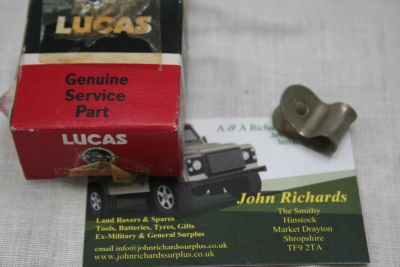 LUCAS
Genuine
Service
Part
LUCAS
A & A Richards
John Richards
The Smithy
Hinstock
Market Drayton
Shropshire
TF9 2TA
Land Rovers & Spares
Tools, Batteries, Tyres, Gifts
Ex-Military & General Surplus
email info@johnrichardssurplus.co.uk
www.johnrichardssurplus.co.uk